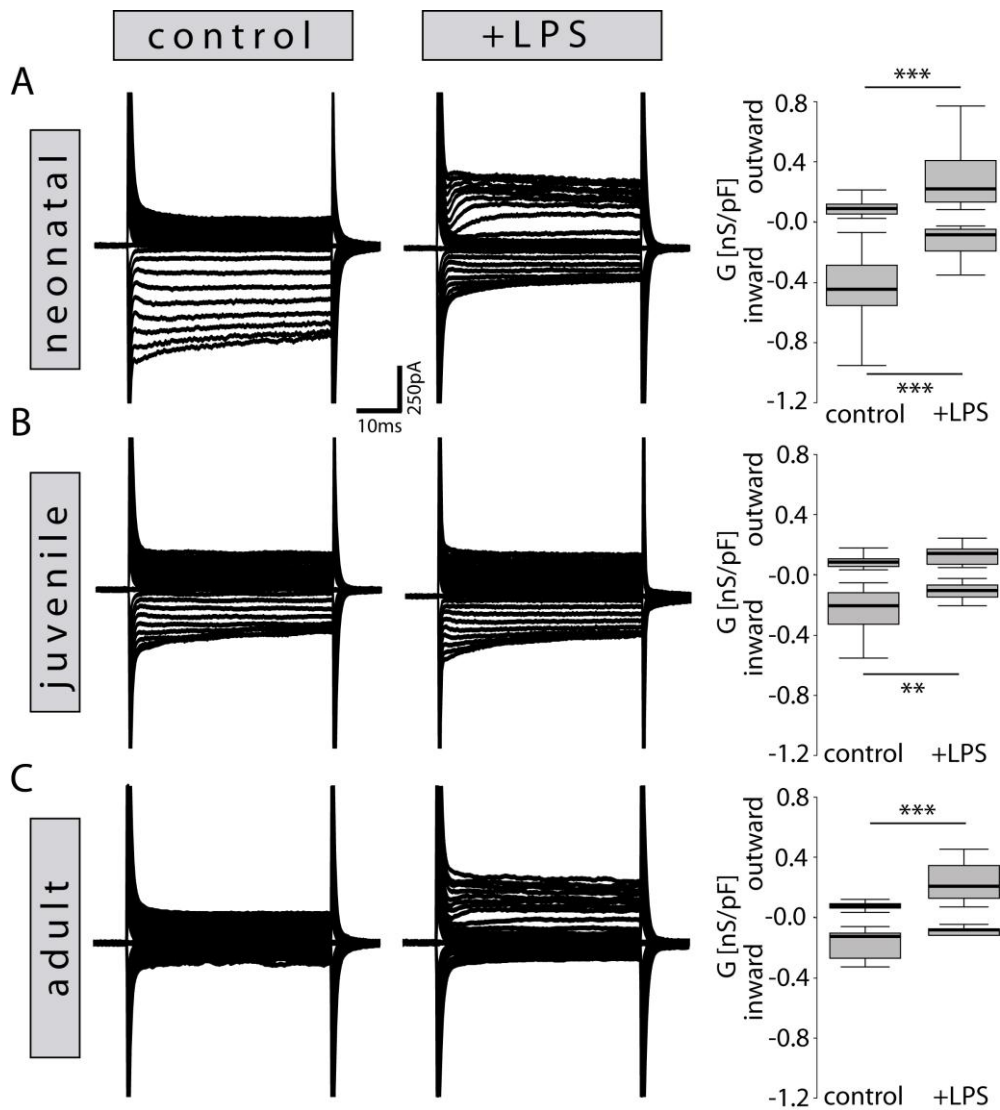 control
+LPS
A
neonatal
250pA
10ms
***
0.8
0.4
-0.0
-0.4
-0.8
-1.2
G [nS/pF]
inward
outward
***
control
+LPS
B
juvenile
0.8
0.4
-0.0
-0.4
-0.8
-1.2
G [nS/pF]
inward
outward
**
control
+LPS
C
adult
***
0.8
0.4
-0.0
-0.4
-0.8
-1.2
G [nS/pF]
inward
outward
control
+LPS